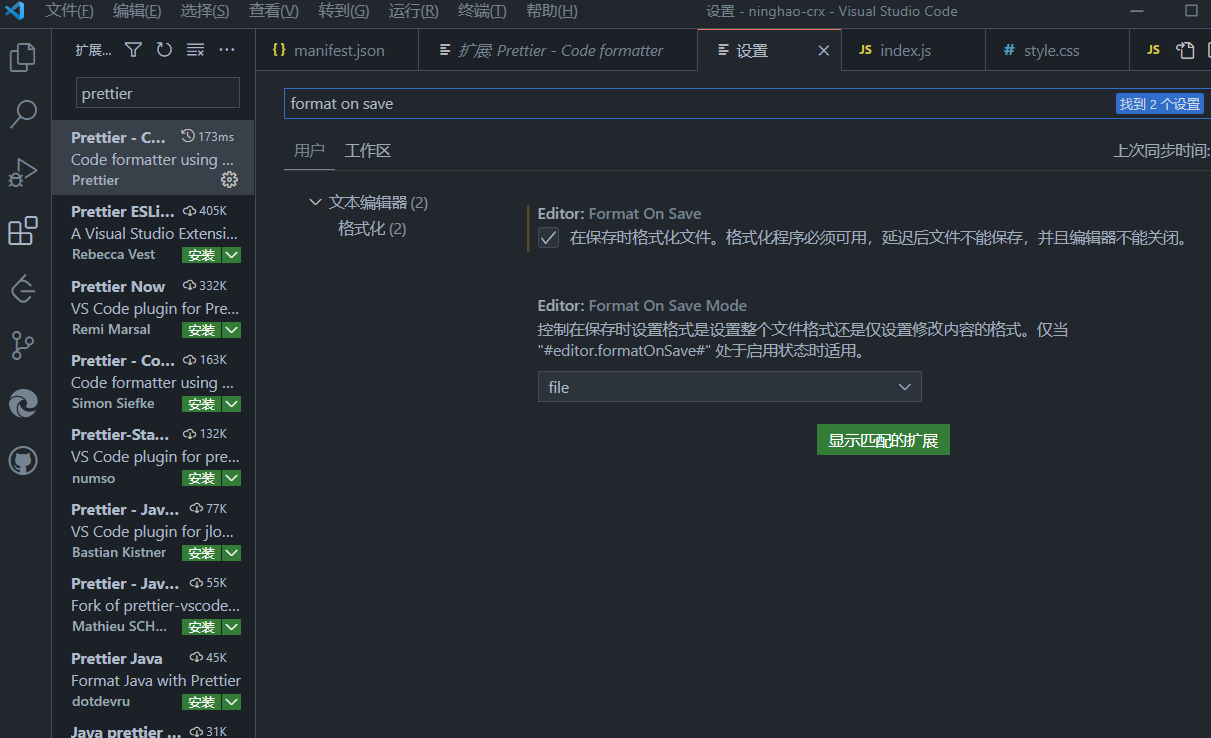 文件(F) 编辑(E) 选择(S) 查看(V) 转到(G) 运行(R) 终端(T) 帮助(H) 设置 - ninghao-crx - Visual Studio Code
扩展...
{} manifest.json
扩展 Prettier - Code formatter
设置
JS index.js
# style.css
JS
prettier
Prettier - C... 173ms
Code formatter using ...
Prettier
Prettier ESLi... 405K
A Visual Studio Extensi...
Rebecca Vest 安装
Prettier Now 332K
VS Code plugin for Pre...
Remi Marsal 安装
Prettier - Co... 163K
Code formatter using ...
Simon Siefke 安装
Prettier-Sta... 132K
VS Code plugin for pre...
numso 安装
Prettier - Jav... 77K
VS Code plugin for jlo...
Bastian Kistner 安装
Prettier - Jav... 55K
Fork of prettier-vscode...
Mathieu SCH... 安装
Prettier Java 45K
Format Java with Prettier
dotdevru 安装
Java prettier ... 31K
format on save 找到 2 个设置
用户 工作区 上次同步时间:
文本编辑器 (2)
格式化 (2)
Editor: Format On Save
在保存时格式化文件。格式化程序必须可用，延迟后文件不能保存，并且编辑器不能关闭。
Editor: Format On Save Mode
控制在保存时设置格式是设置整个文件格式还是仅设置修改内容的格式。仅当
"#editor.formatOnSave#" 处于启用状态时适用。
file
显示匹配的扩展